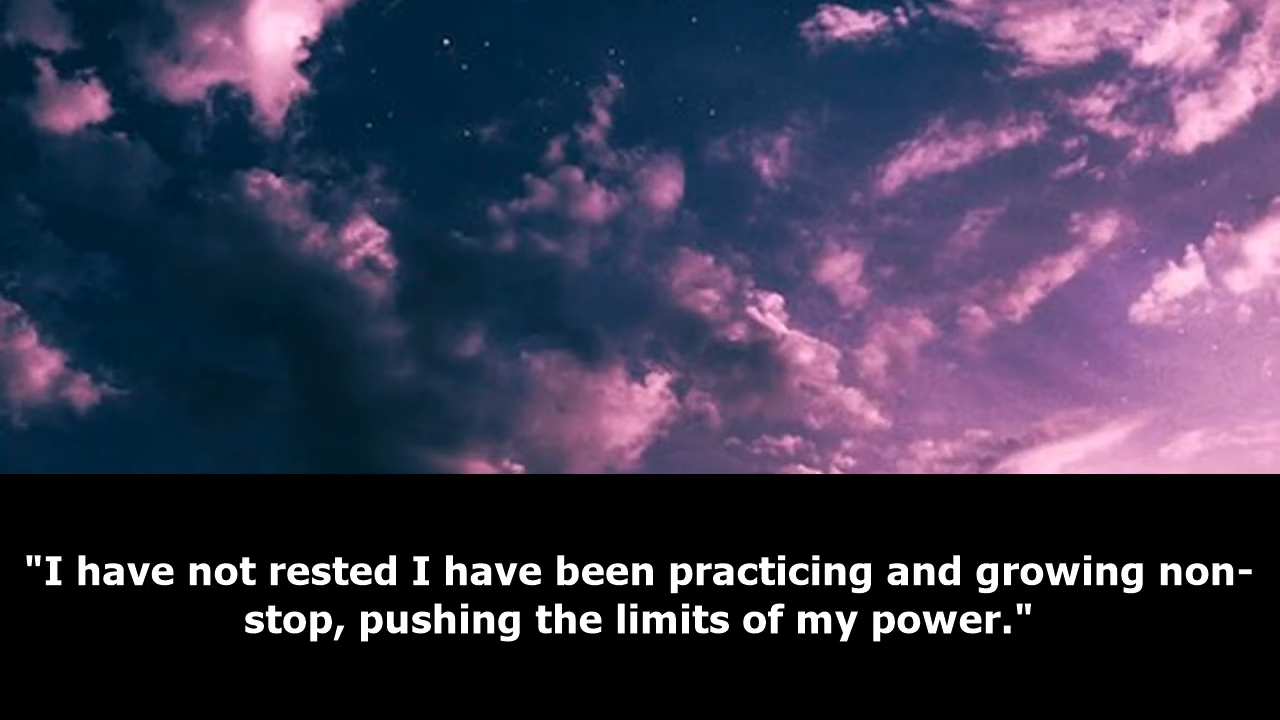 "I have not rested I have been practicing and growing non-
stop, pushing the limits of my power."